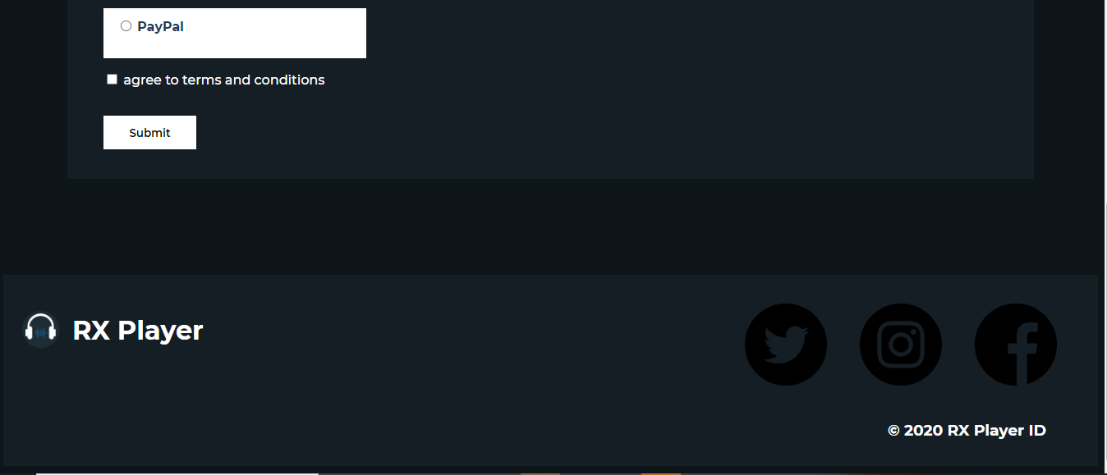 PayPal
agree to terms and conditions
Submit
RX Player
© 2020 RX Player ID